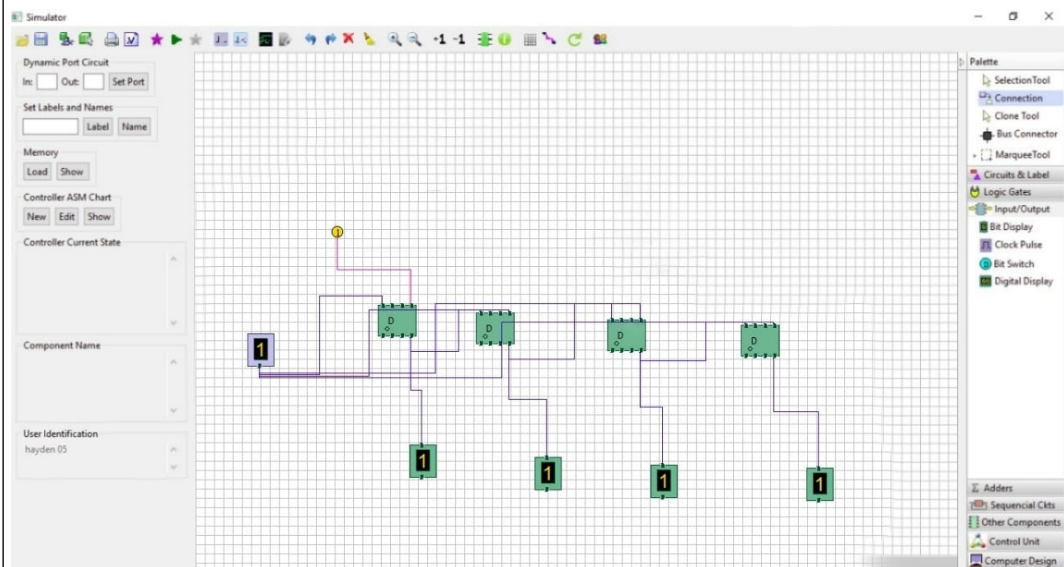 Simulator
+1 -1
Dynamic Port Circuit
In: Out: Set Port
Set Labels and Names
Label Name
Memory
Load Show
Controller ASM Chart
New Edit Show
Controller Current State
Component Name
User Identification
hayden 05
D
D
D
D
1
1
1
1
1
Palette
SelectionTool
Connection
Clone Tool
Bus Connector
MarqueeTool
Circuits & Label
Logic Gates
Input/Output
Bit Display
Clock Pulse
Bit Switch
Digital Display
Adders
Sequencial Ckts
Other Components
Control Unit
Computer Design